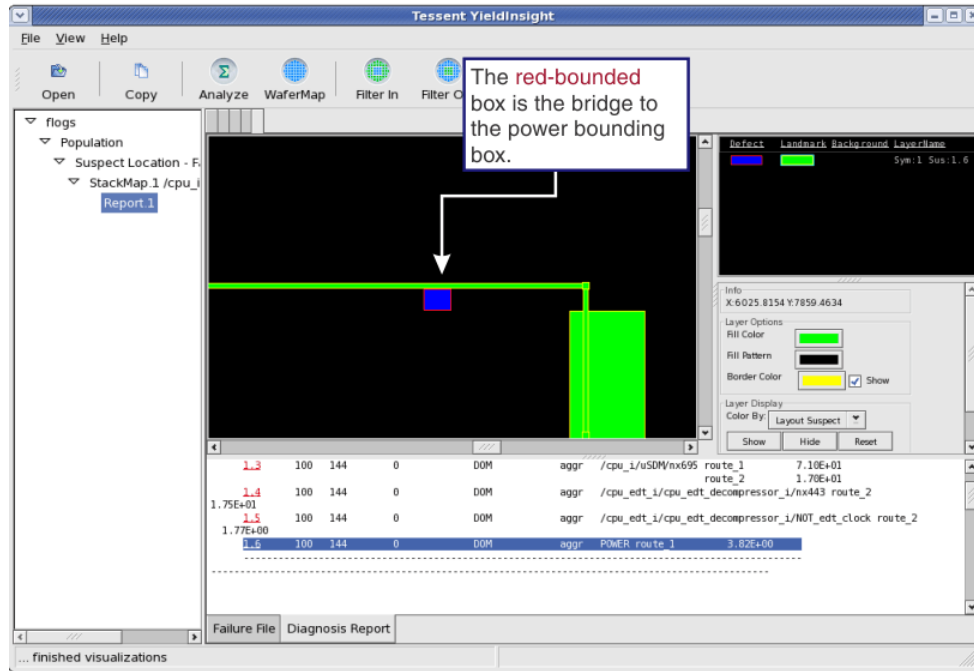 Tessent YieldInsight
File View Help
Open Copy Analyze WaferMap Filter In Filter O
The red-bounded
box is the bridge to
the power bounding
box.
flogs
Population
Suspect Location - F
StackMap.1 /cpu_i
Report.1
Defect Landmark Background LayerName
Sym:1 Sus:1.6
Info
X:6025.8154 Y:7859.4634
Layer Options
Fill Color
Fill Pattern
Border Color Show
Layer Display
Color By: Layout Suspect
Show Hide Reset
1.3 100 144 0 DOM aggr /cpu_i/uSDM/nx695 route_1 7.10E+01
route_2 1.70E+01
1.4 100 144 0 DOM aggr /cpu_edt_i/cpu_edt_decompressor_i/nx443 route_2
1.75E+01
1.5 100 144 0 DOM aggr /cpu_edt_i/cpu_edt_decompressor_i/NOT_edt_clock route_2
1.77E+00
1.6 100 144 0 DOM aggr POWER route_1 3.82E+00
Failure File Diagnosis Report
... finished visualizations